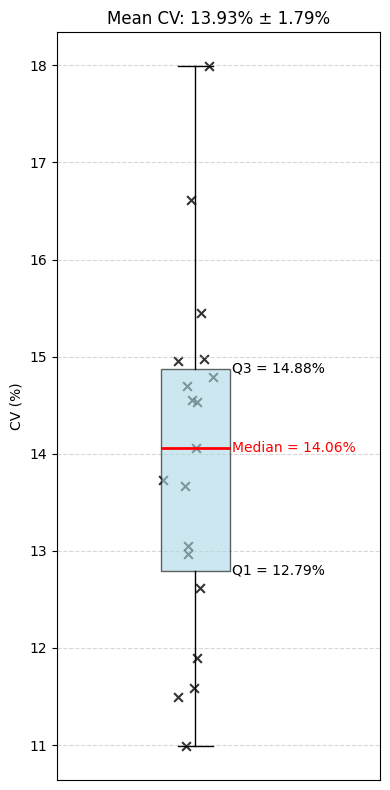 Mean CV: 13.93% ± 1.79%
18
17
16
15
Q3 = 14.88%
CV (%)
14
Median = 14.06%
13
Q1 = 12.79%
12
11